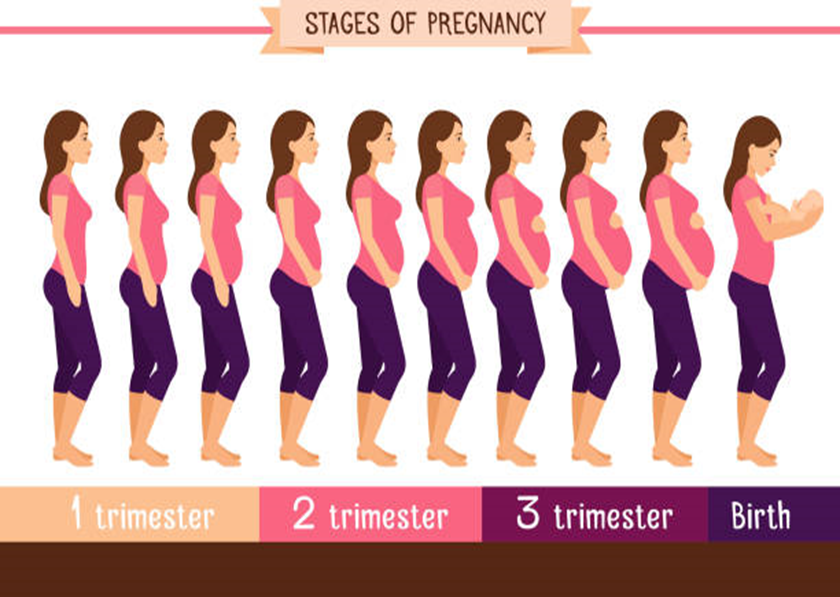 STAGES OF PREGNANCY
1 trimester
2 trimester
3 trimester
Birth